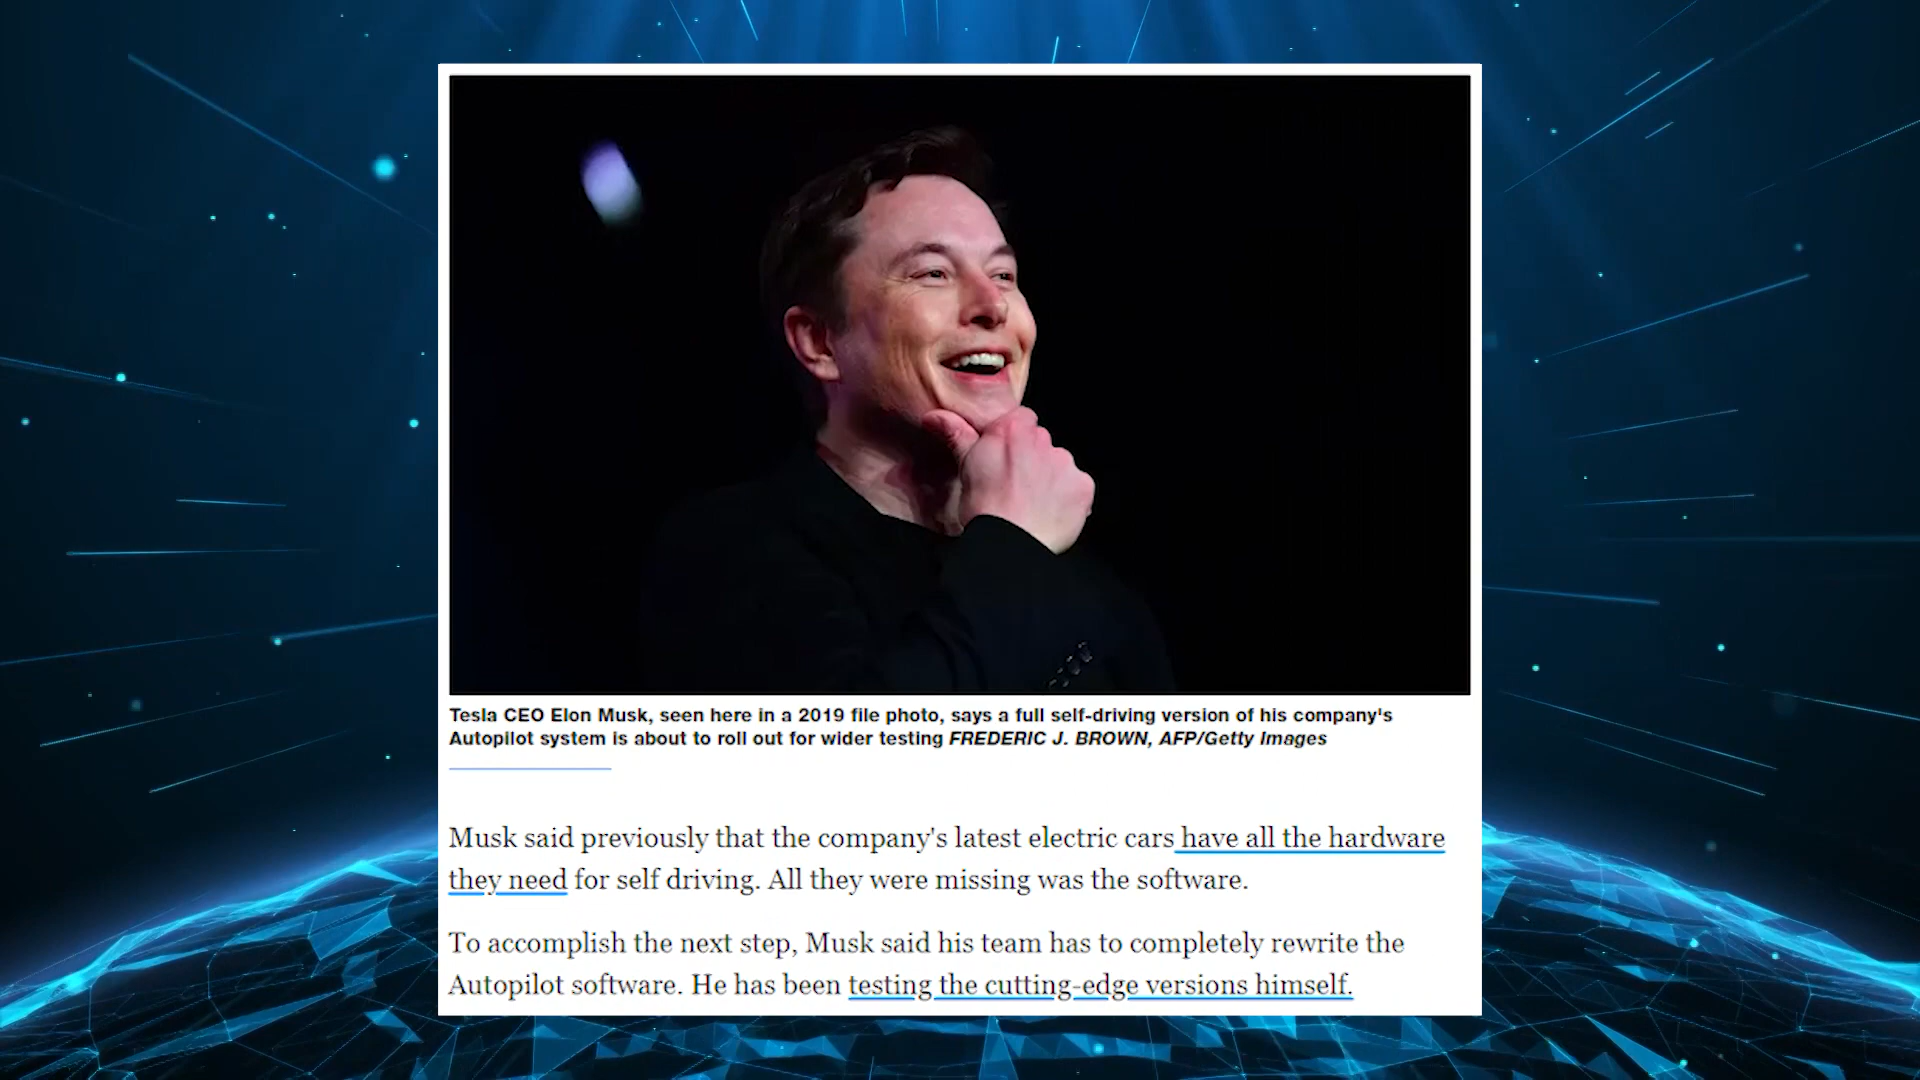 Tesla CEO Elon Musk, seen here in a 2019 file photo, says a full self-driving version of his company's
Autopilot system is about to roll out for wider testing FREDERIC J. BROWN, AFP/Getty Images
Musk said previously that the company's latest electric cars have all the hardware
they need for self driving. All they were missing was the software.
To accomplish the next step, Musk said his team has to completely rewrite the
Autopilot software. He has been testing the cutting-edge versions himself.